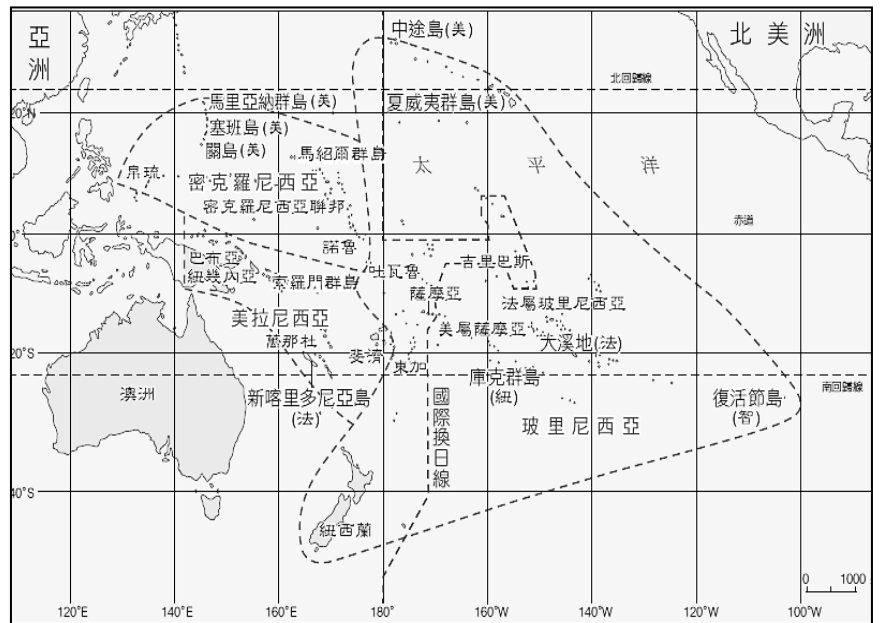 亞洲
北美洲
中途島(美)
北回歸線
夏威夷群島(美)
馬里亞納群島(美)
20°N
塞班島(美)
關島(美)
馬紹爾群島
太平洋
帛琉
密克羅尼西亞
密克羅尼西亞聯邦
赤道
0°
諾魯
巴布亞
紐幾內亞
吐瓦魯
吉里巴斯
索羅門群島
薩摩亞
法屬玻里尼西亞
美拉尼西亞
美屬薩摩亞
萬那杜
大溪地(法)
斐濟
20°S
東加
庫克群島
(紐)
南回歸線
澳洲
新喀里多尼亞島
(法)
國際換日線
玻里尼西亞
復活節島
(智)
40°S
紐西蘭
0 1000
120°E 140°E 160°E 180° 160°W 140°W 120°W 100°W